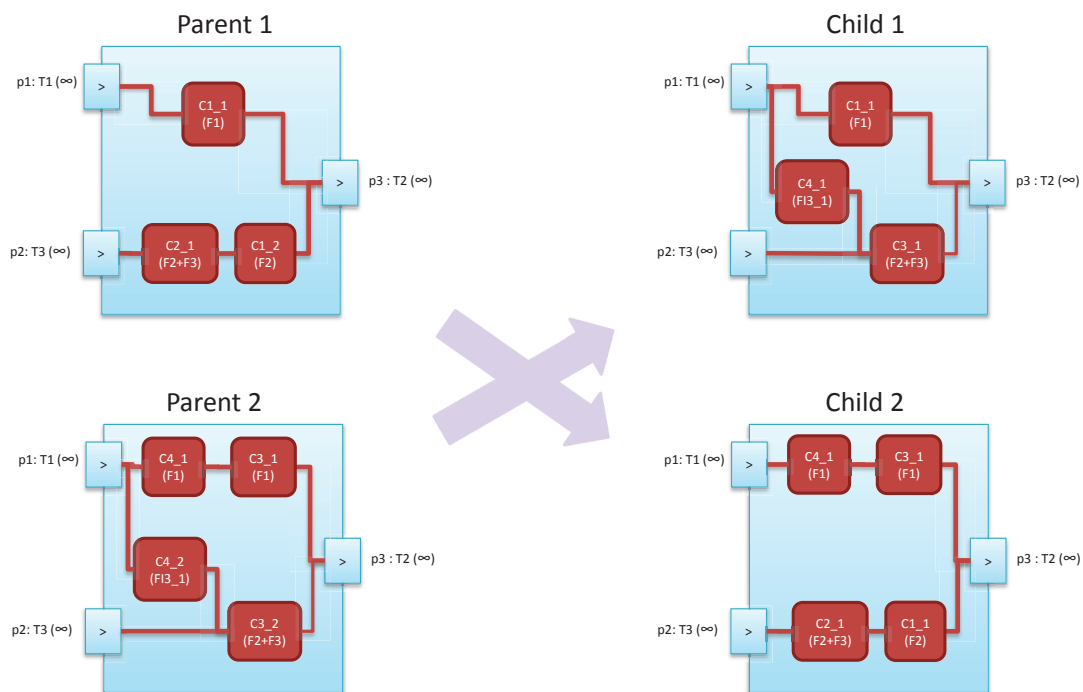 Parent 1
p1: T1 (∞)
>
C1_1
(F1)
>
p3 : T2 (∞)
p2: T3 (∞)
>
C2_1
(F2+F3)
C1_2
(F2)
Child 1
p1: T1 (∞)
>
C1_1
(F1)
C4_1
(FI3_1)
>
p3 : T2 (∞)
p2: T3 (∞)
>
C3_1
(F2+F3)
Parent 2
p1: T1 (∞)
>
C4_1
(F1)
C3_1
(F1)
C4_2
(FI3_1)
>
p3 : T2 (∞)
p2: T3 (∞)
>
C3_2
(F2+F3)
Child 2
p1: T1 (∞)
>
C4_1
(F1)
C3_1
(F1)
>
p3 : T2 (∞)
p2: T3 (∞)
>
C2_1
(F2+F3)
C1_1
(F2)